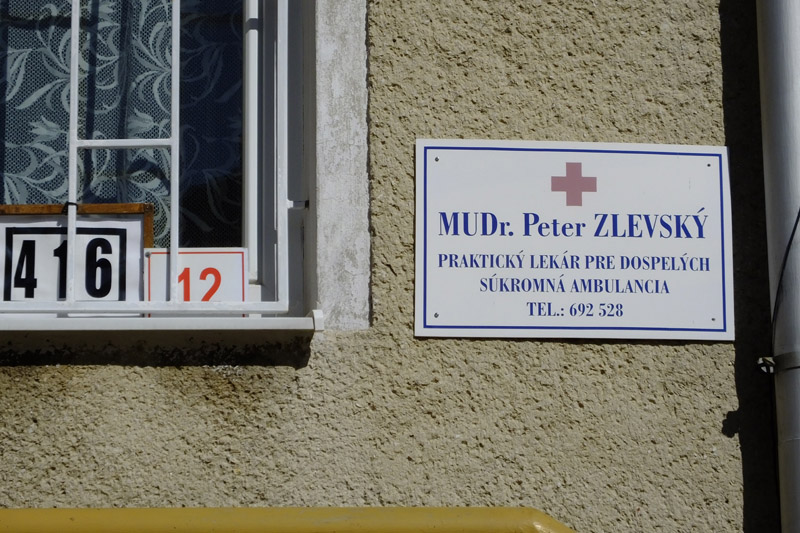 416
12
MUDr. Peter ZLEVSKÝ
PRAKTICKÝ LEKÁR PRE DOSPELÝCH
SÚKROMNÁ AMBULANCIA
TEL.: 692 528